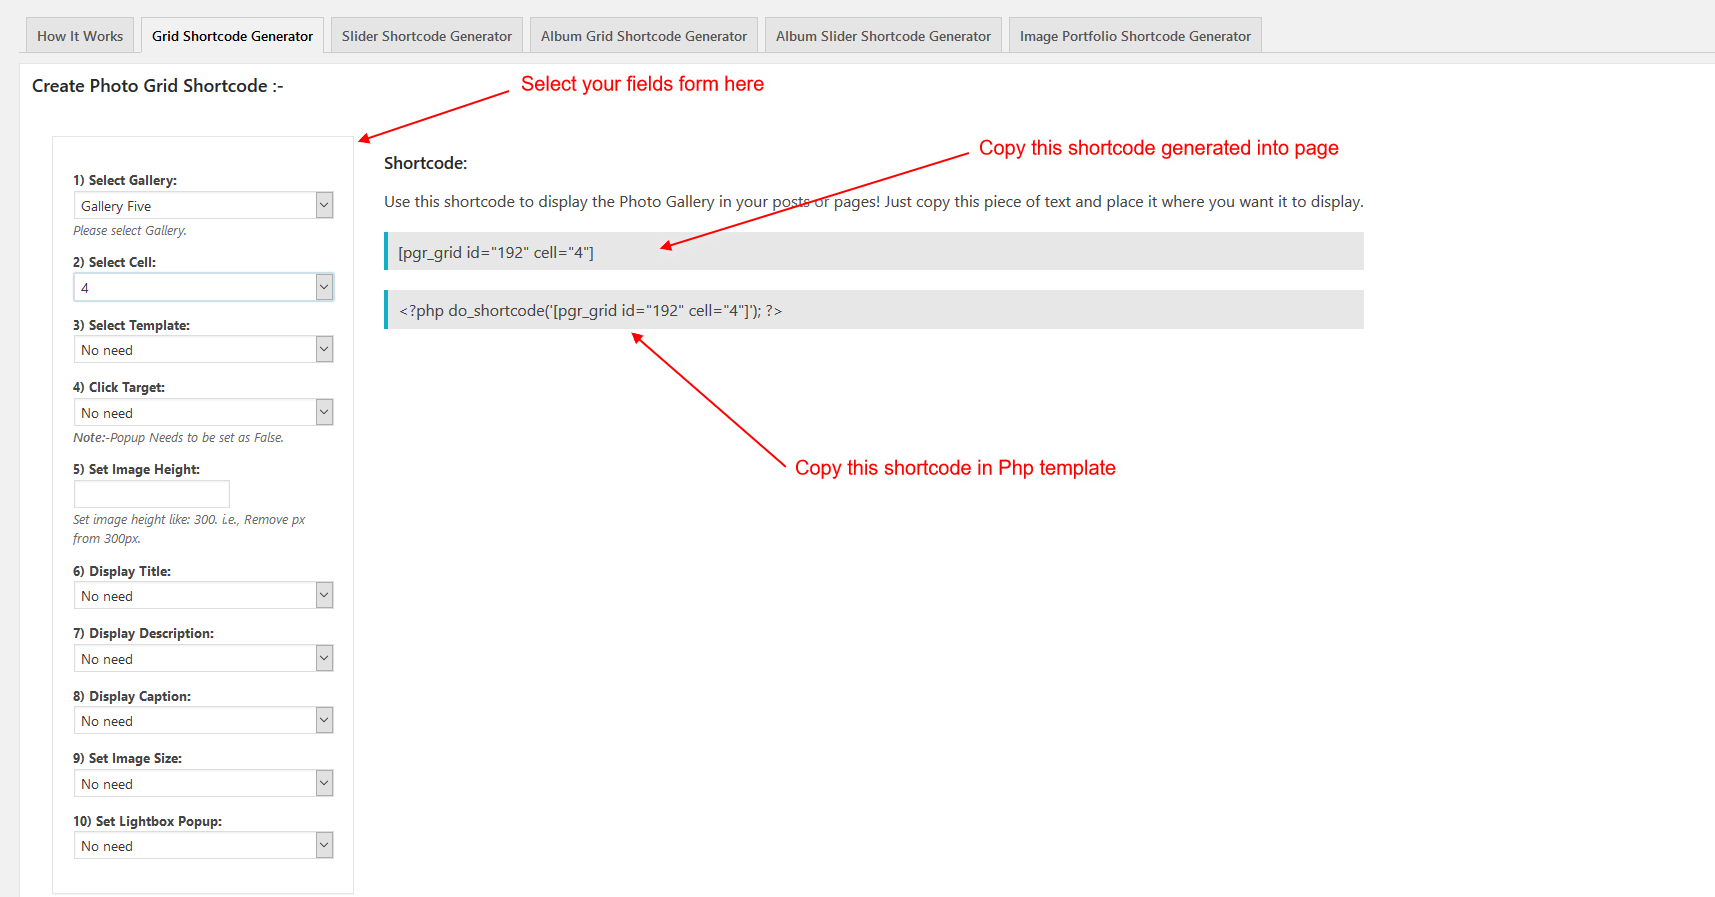 How It Works
Grid Shortcode Generator
Slider Shortcode Generator
Album Grid Shortcode Generator
Album Slider Shortcode Generator
Image Portfolio Shortcode Generator
Create Photo Grid Shortcode :-
Select your fields form here
1) Select Gallery:
Gallery Five
Please select Gallery.
2) Select Cell:
4
3) Select Template:
No need
4) Click Target:
No need
Note:-Popup Needs to be set as False.
5) Set Image Height:
Set image height like: 300. i.e., Remove px
from 300px.
6) Display Title:
No need
7) Display Description:
No need
8) Display Caption:
No need
9) Set Image Size:
No need
10) Set Lightbox Popup:
No need
Copy this shortcode generated into page
Shortcode:
Use this shortcode to display the Photo Gallery in your posts or pages! Just copy this piece of text and place it where you want it to display.
[pgr_grid id="192" cell="4"]
<?php do_shortcode('[pgr_grid id="192" cell="4"]'); ?>
Copy this shortcode in Php template